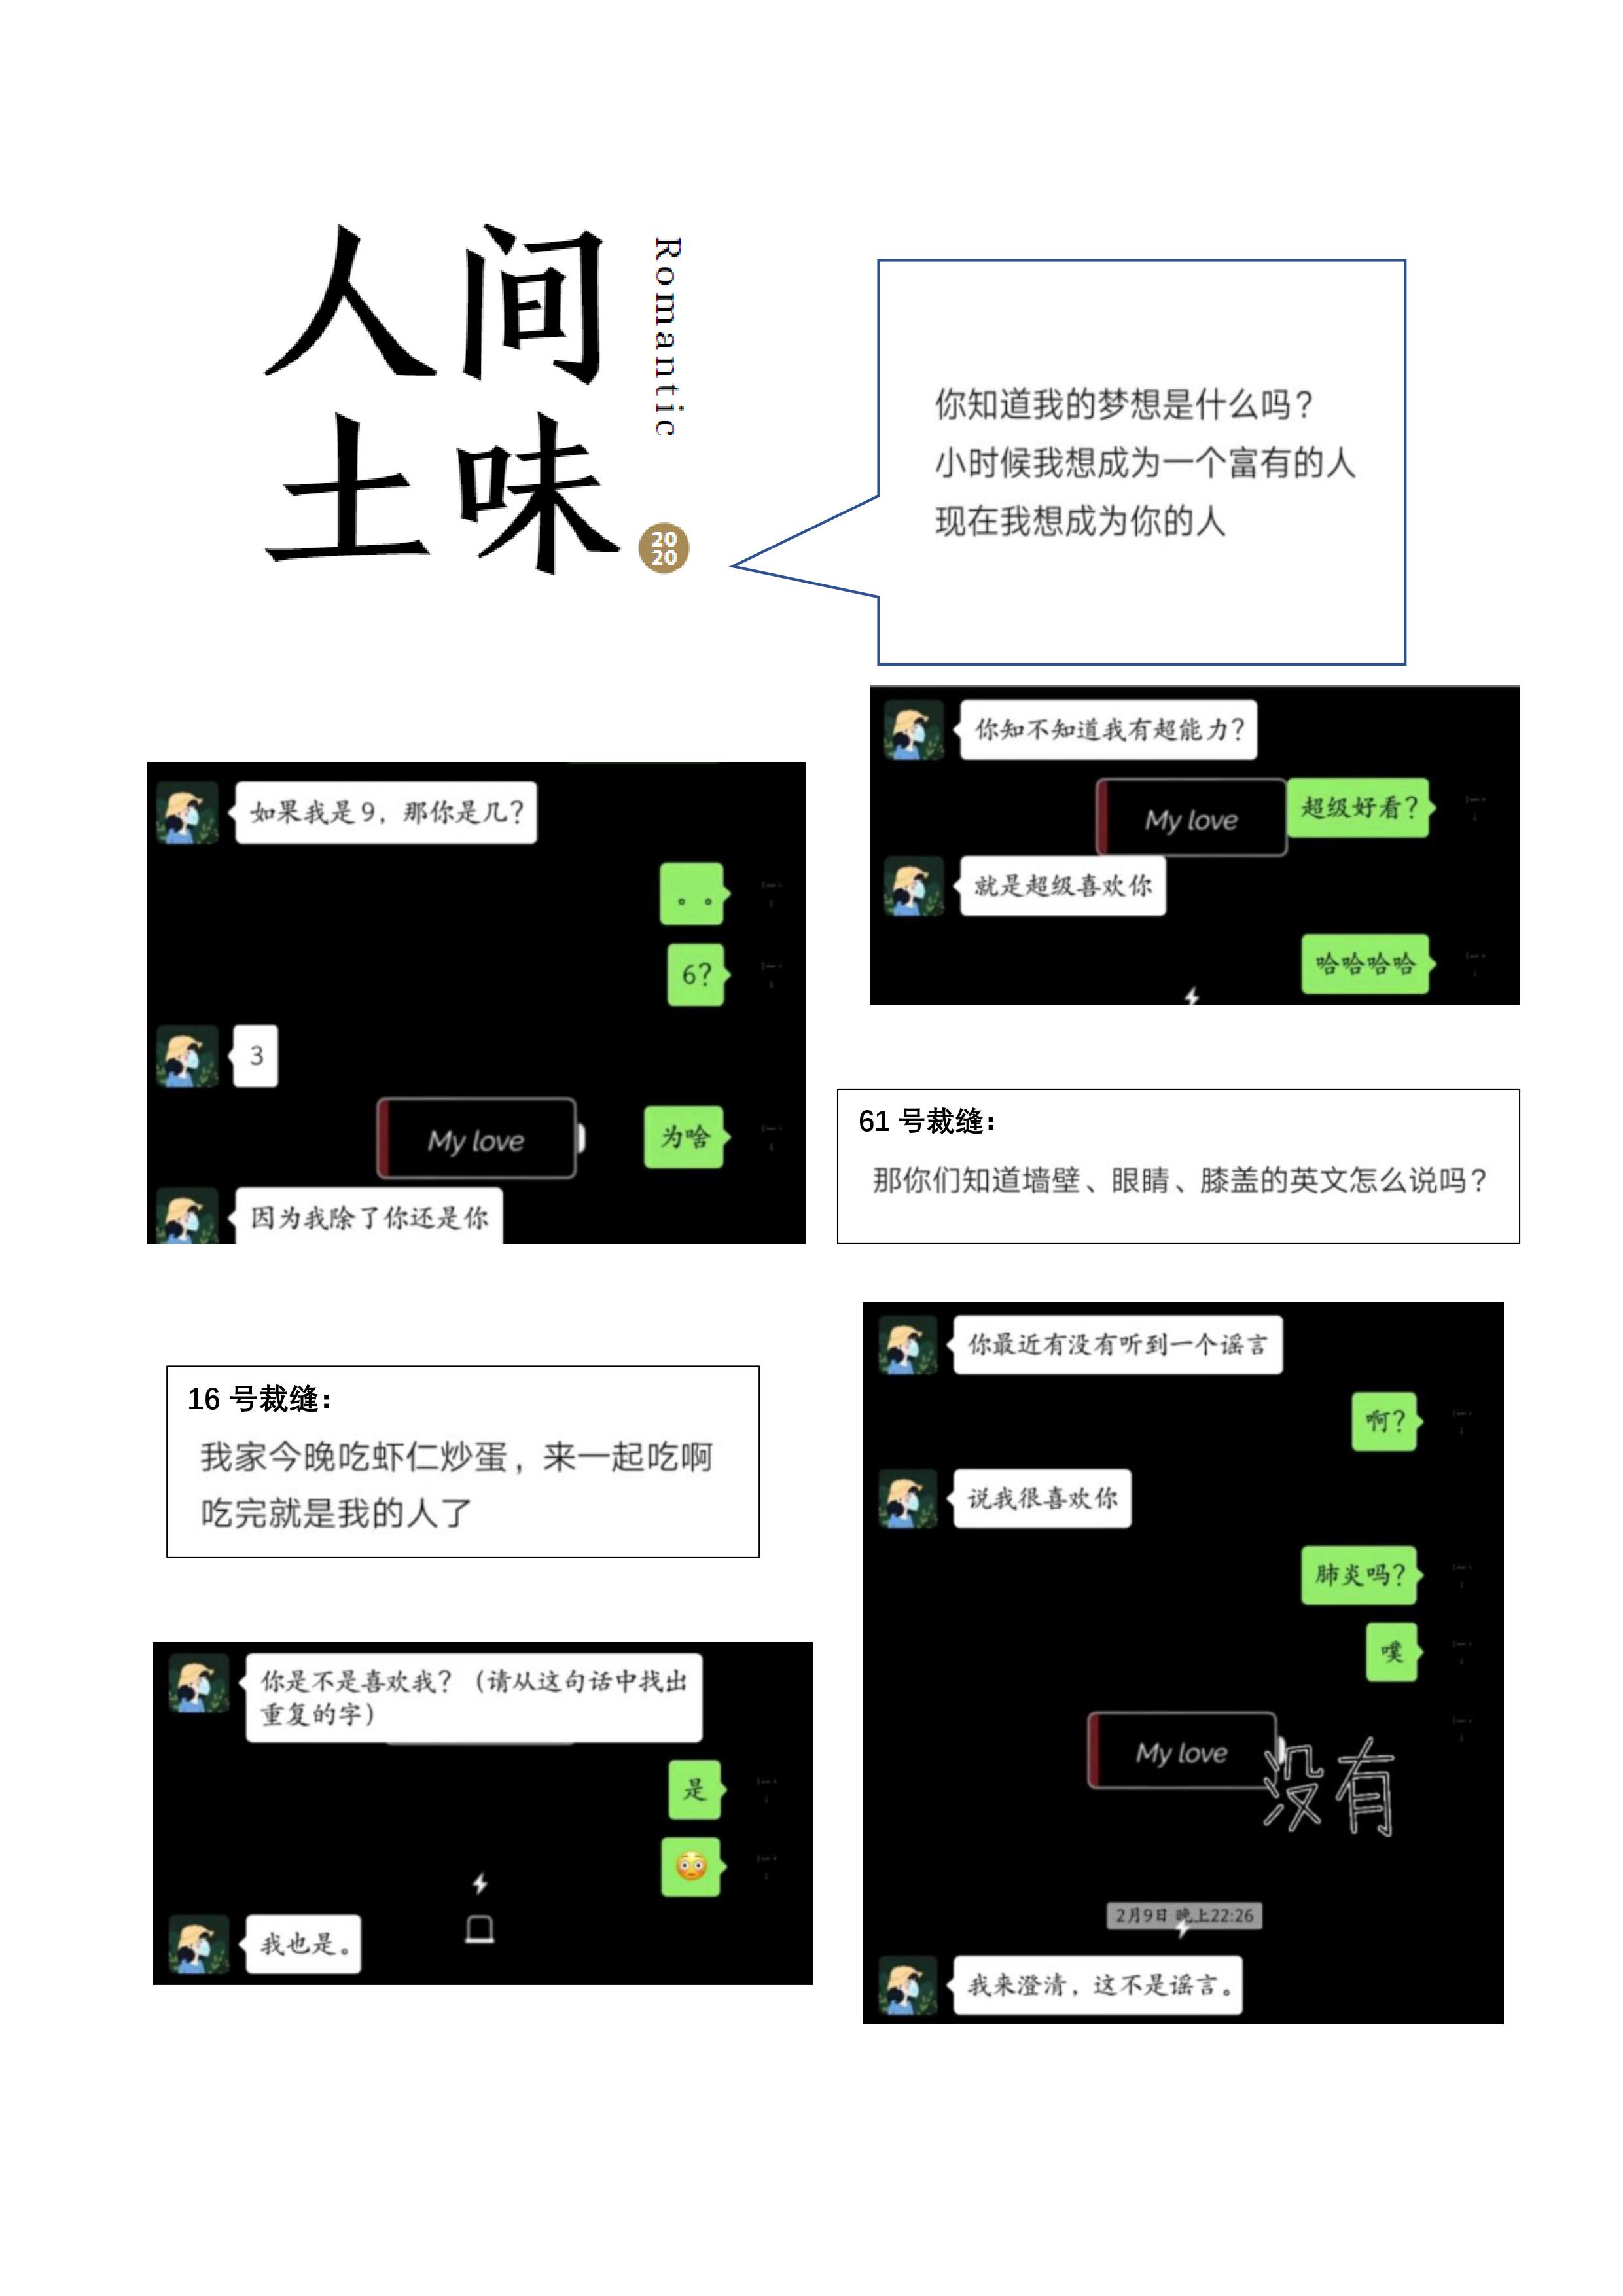 人间
土味
Romantic
20
20
你知道我的梦想是什么吗？
小时候我想成为一个富有的人
现在我想成为你的人
如果我是9，那你是几？
。。
6？
3
My love
为啥
因为我除了你还是你
你知不知道我有超能力？
My love
超级好看？
就是超级喜欢你
哈哈哈哈
61 号裁缝：
那你们知道墙壁、眼睛、膝盖的英文怎么说吗？
16 号裁缝：
我家今晚吃虾仁炒蛋，来一起吃啊
吃完就是我的人了
你是不是喜欢我？（请从这句话中找出
重复的字）
是
😳
我也是。
你最近有没有听到一个谣言
啊？
说我很喜欢你
肺炎吗？
噗
My love
没有
2月9日 晚上22:26
我来澄清，这不是谣言。